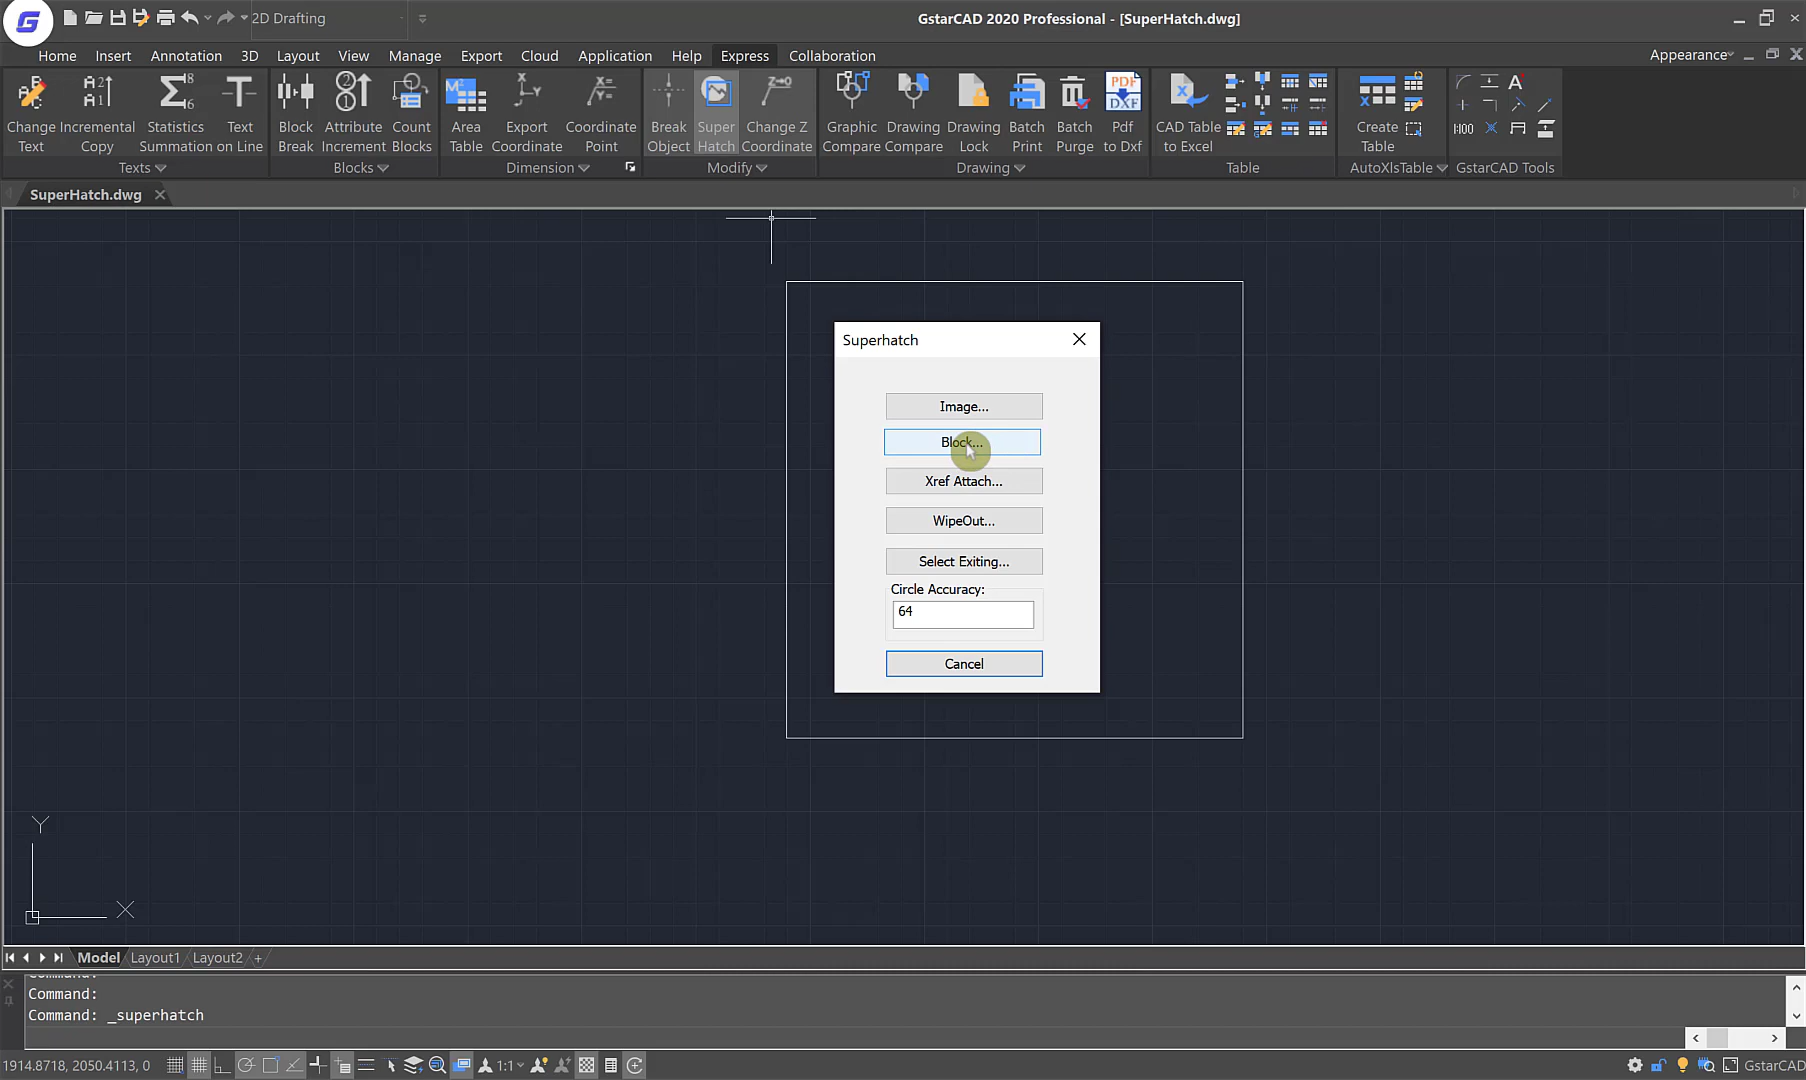 2D Drafting
GstarCAD 2020 Professional - [SuperHatch.dwg]
Home Insert Annotation 3D Layout View Manage Export Cloud Application Help Express Collaboration Appearance
Change Text
Incremental Copy
Statistics Summation
Text on Line
Block Break
Attribute Increment
Count Blocks
Area Table
Export Coordinate
Coordinate Point
Break Object
Super Hatch
Change Z Coordinate
Graphic Compare
Drawing Compare
Drawing Lock
Batch Print
Batch Purge
PDF DXF
Pdf to Dxf
CAD Table to Excel
Create Table
1:00
Texts Blocks Dimension Modify Drawing Table AutoXlsTable GstarCAD Tools
SuperHatch.dwg
Superhatch
Image...
Block...
Xref Attach...
WipeOut...
Select Exiting...
Circle Accuracy:
64
Cancel
Y
X
Model Layout1 Layout2 +
Command:
Command: _superhatch
1914.8718, 2050.4113, 0
1:1
GstarCAD